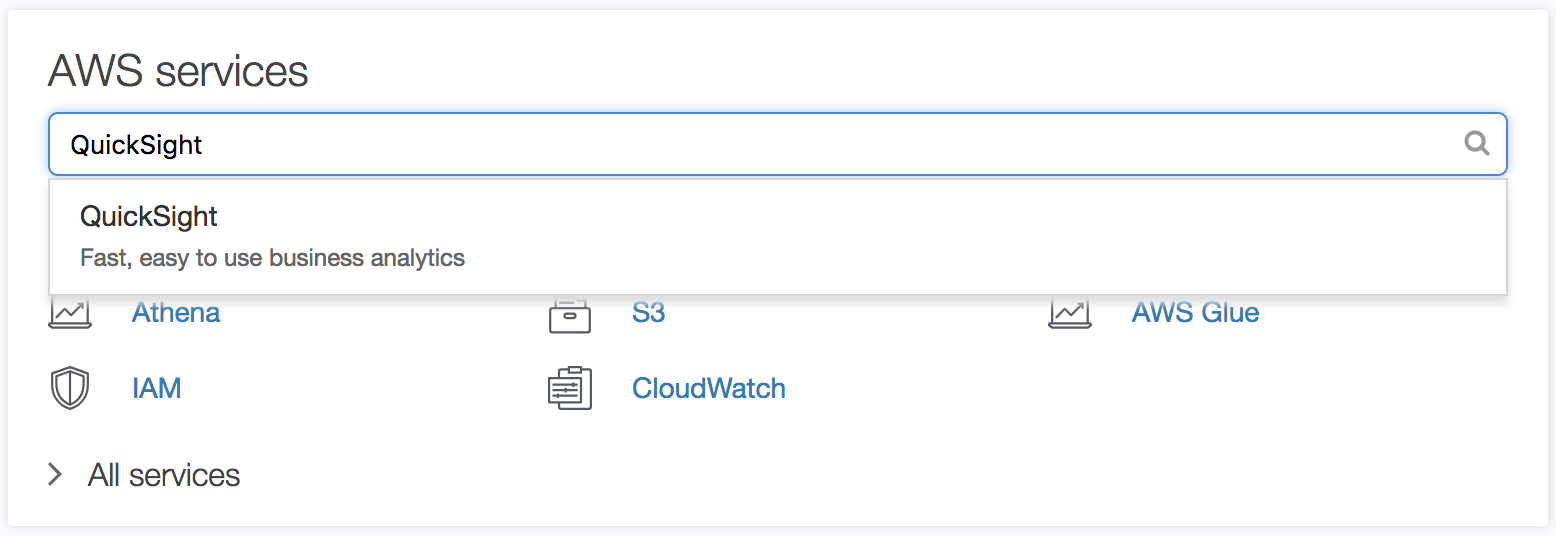 AWS services
QuickSight
QuickSight
Fast, easy to use business analytics
Athena S3 AWS Glue
IAM CloudWatch
All services